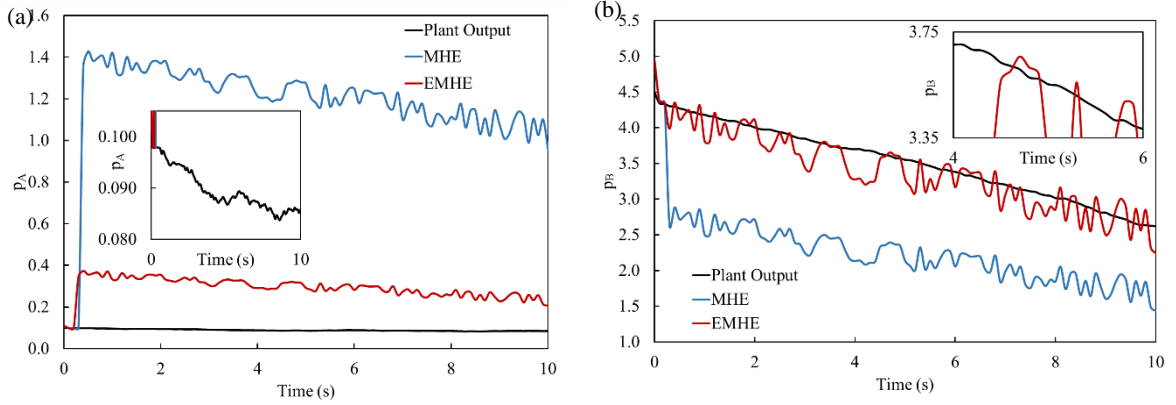 (a)
1.6
1.4
1.2
1.0
0.8
0.6
0.4
0.2
0.0
pA
0 2 4 6 8 10
Time (s)
Plant Output
MHE
EMHE
0.100
0.090
0.080
pA
0 10
Time (s)
(b)
5.0
4.5
4.0
3.5
3.0
2.5
2.0
1.5
1.0
pB
0 2 4 6 8 10
Time (s)
Plant Output
MHE
EMHE
3.75
3.35
pB
4 6
Time (s)